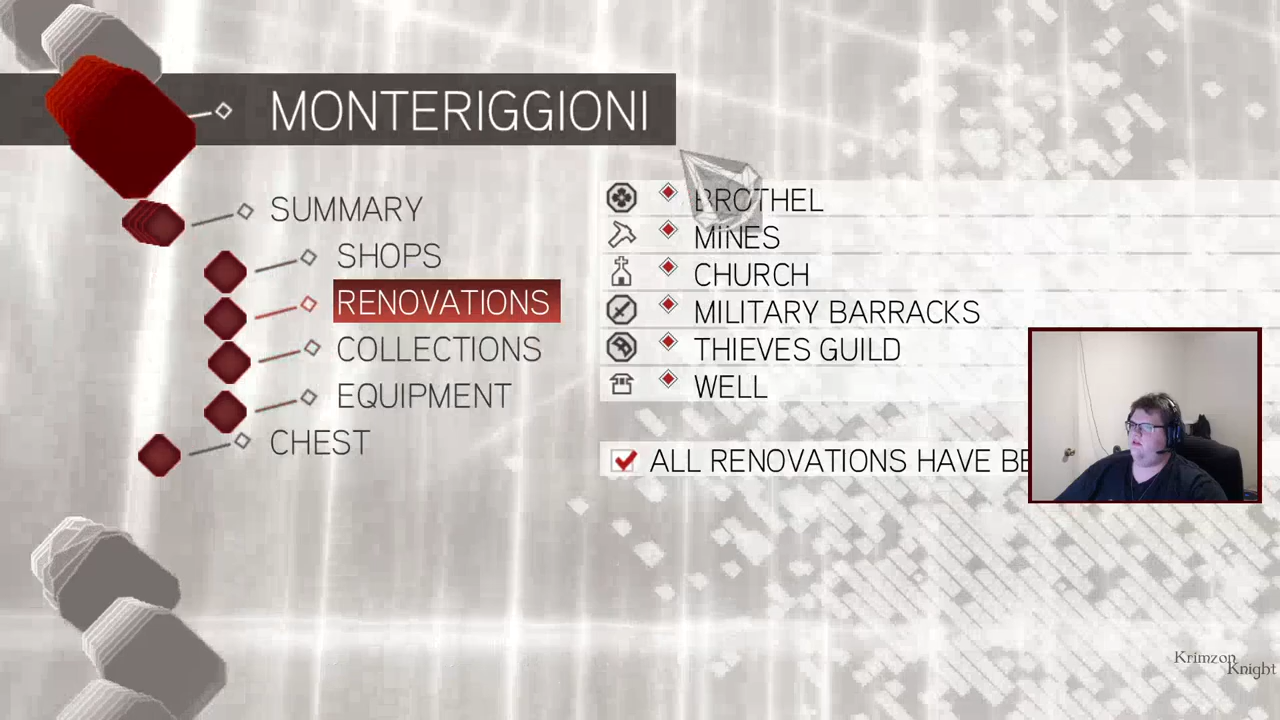 MONTERIGGIONI
SUMMARY
SHOPS
RENOVATIONS
COLLECTIONS
EQUIPMENT
CHEST
BROTHEL
MINES
CHURCH
MILITARY BARRACKS
THIEVES GUILD
WELL
ALL RENOVATIONS HAVE BE
Krimzon
Knight